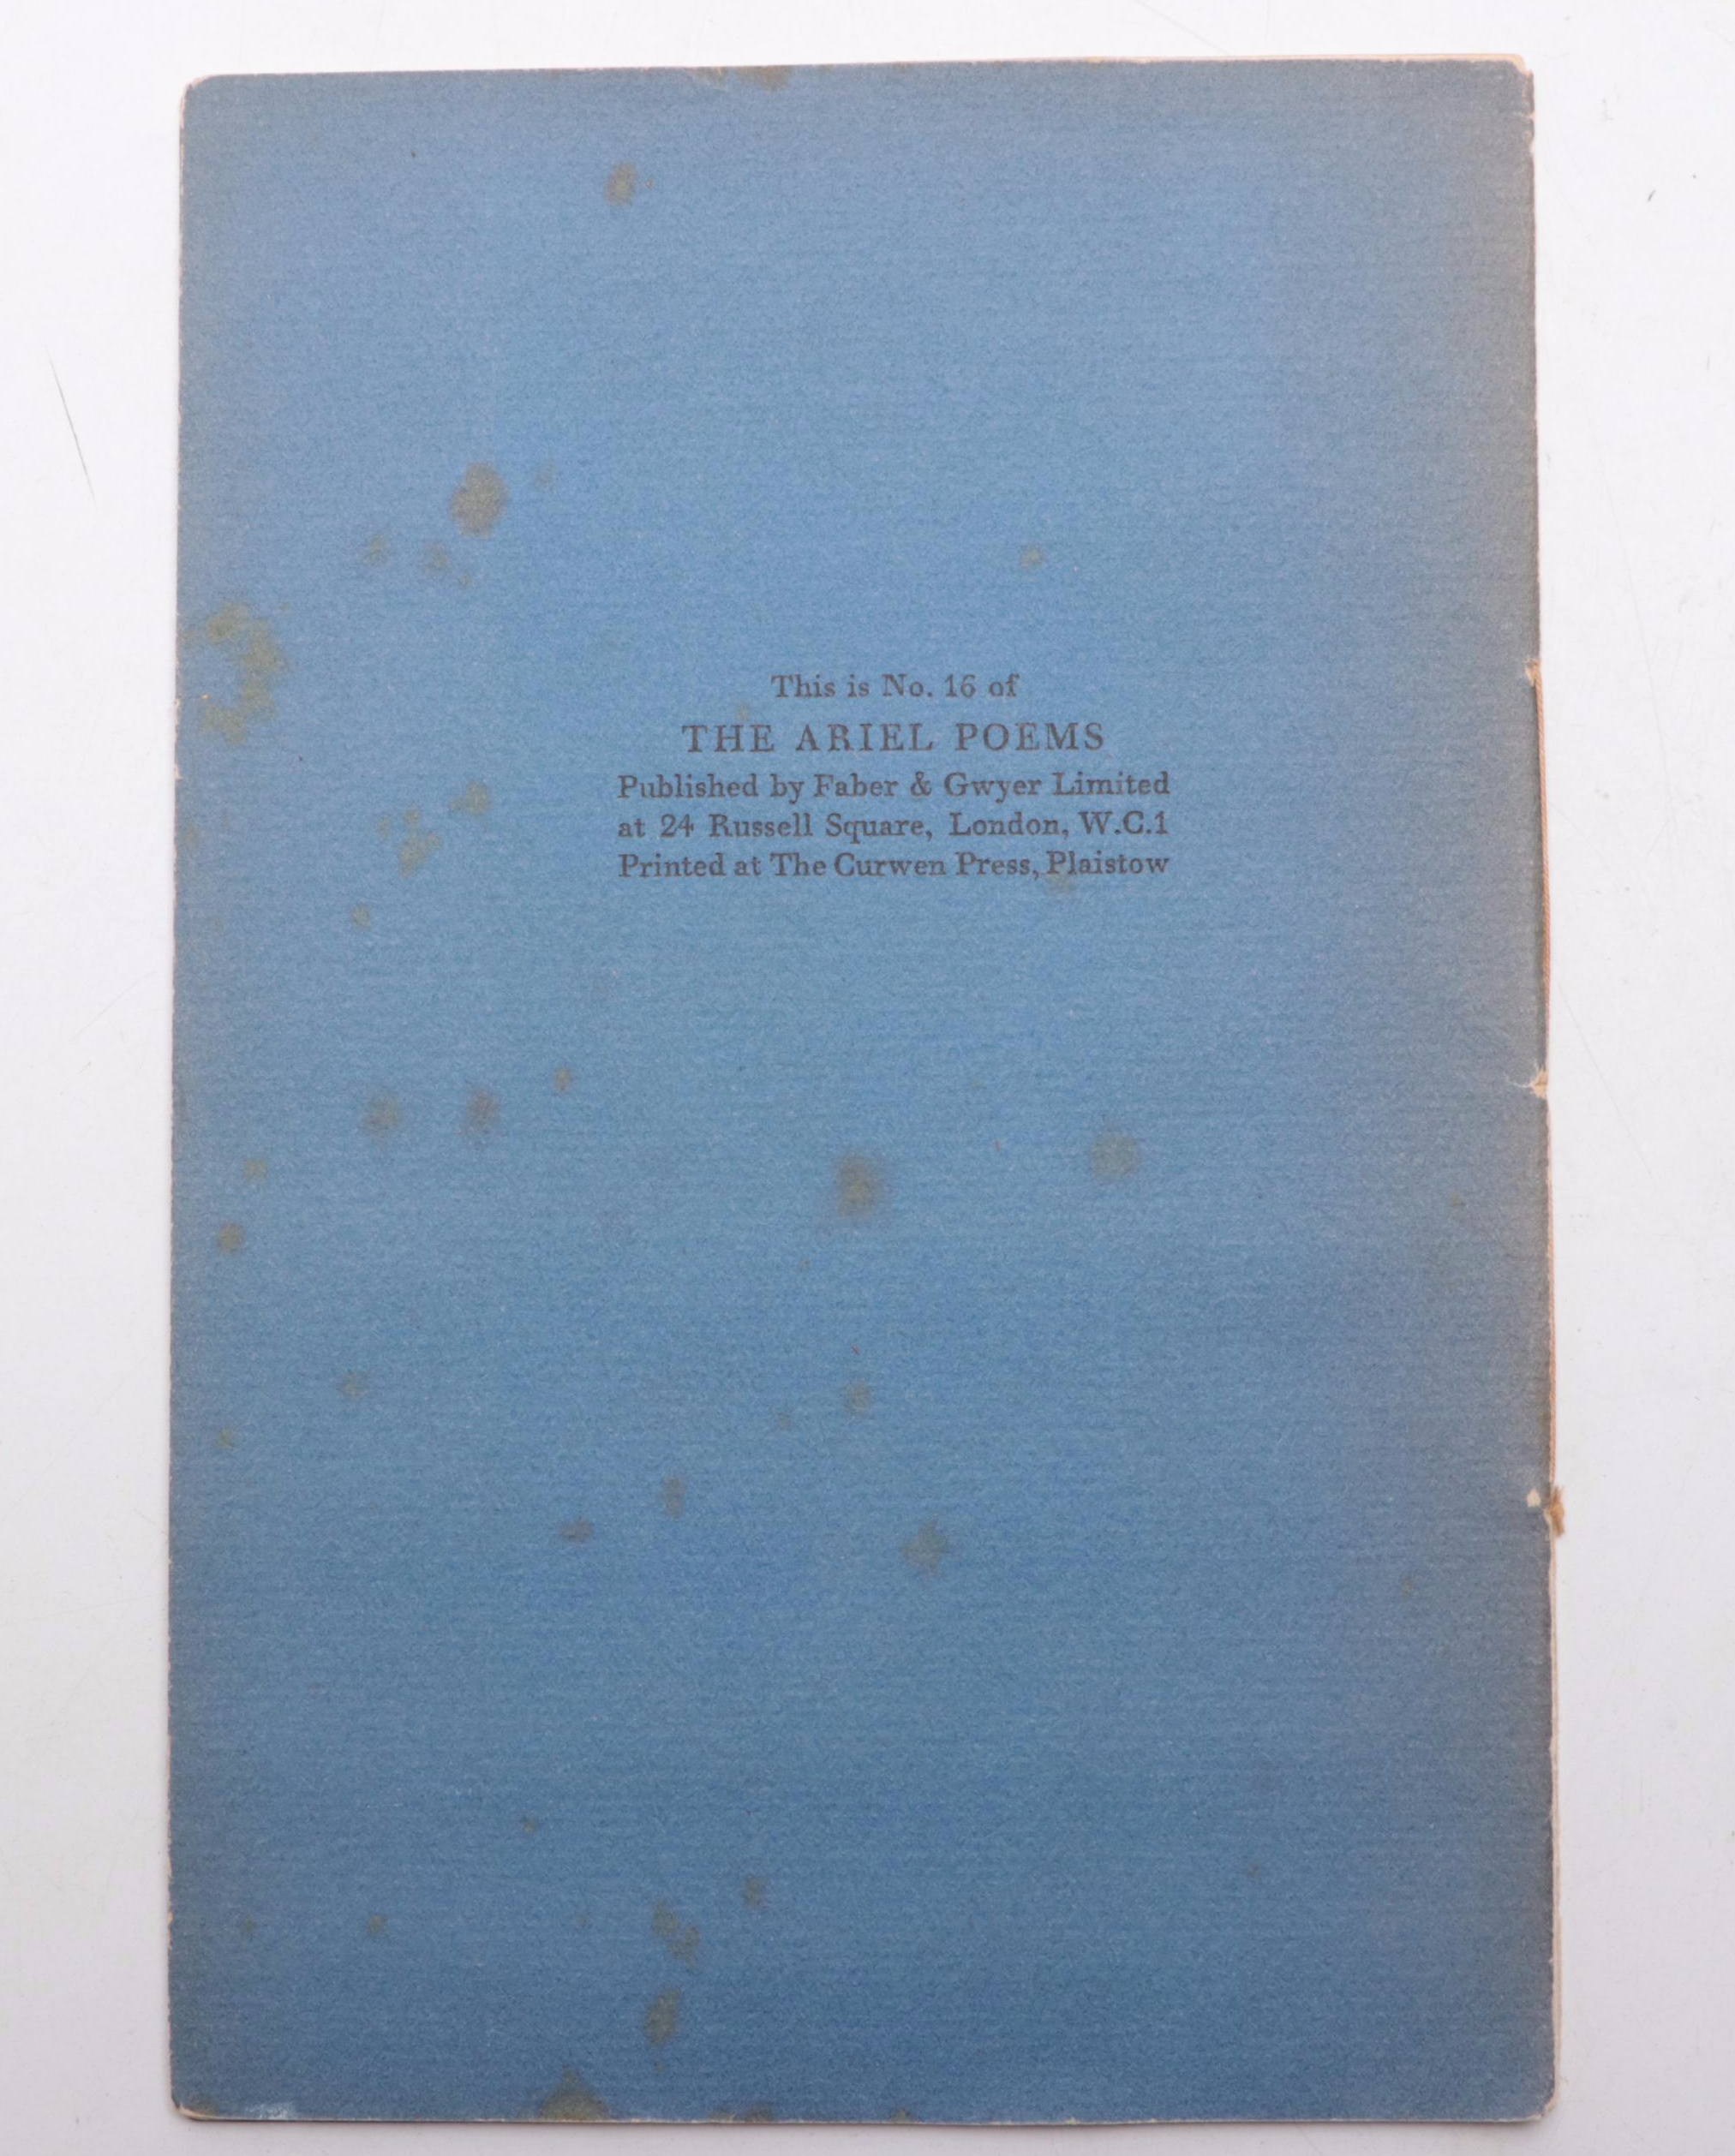 This is No. 16 of
THE ARIEL POEMS
Published by Faber & Gwyer Limited
at 24 Russell Square, London, W.C.1
Printed at The Curwen Press, Plaistow